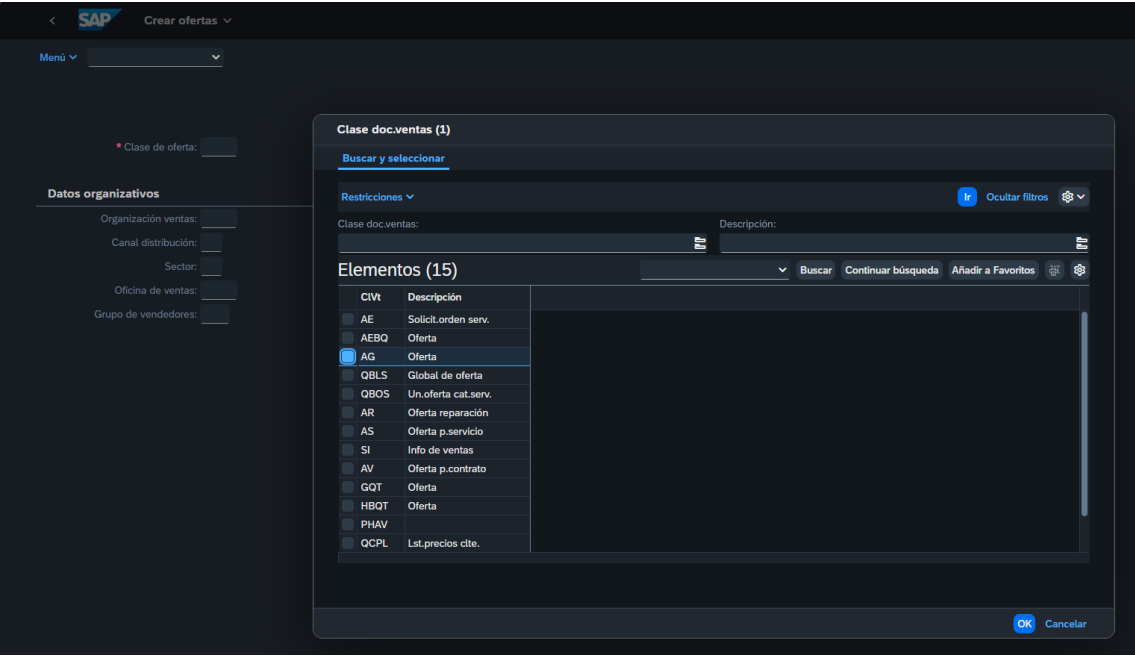 SAP Crear ofertas
Menú
Clase doc.ventas (1)
* Clase de oferta:
Buscar y seleccionar
Datos organizativos
Restricciones
Ir Ocultar filtros
Organización ventas:
Clase doc.ventas: Descripción:
Canal distribución:
Sector:
Elementos (15) Buscar Continuar búsqueda Añadir a Favoritos
Oficina de ventas:
ClVt Descripción
Grupo de vendedores:
AE Solicit.orden serv.
AEBQ Oferta
AG Oferta
QBLS Global de oferta
QBOS Un.oferta cat.serv.
AR Oferta reparación
AS Oferta p.servicio
SI Info de ventas
AV Oferta p.contrato
GQT Oferta
HBQT Oferta
PHAV
QCPL Lst.precios clte.
OK Cancelar